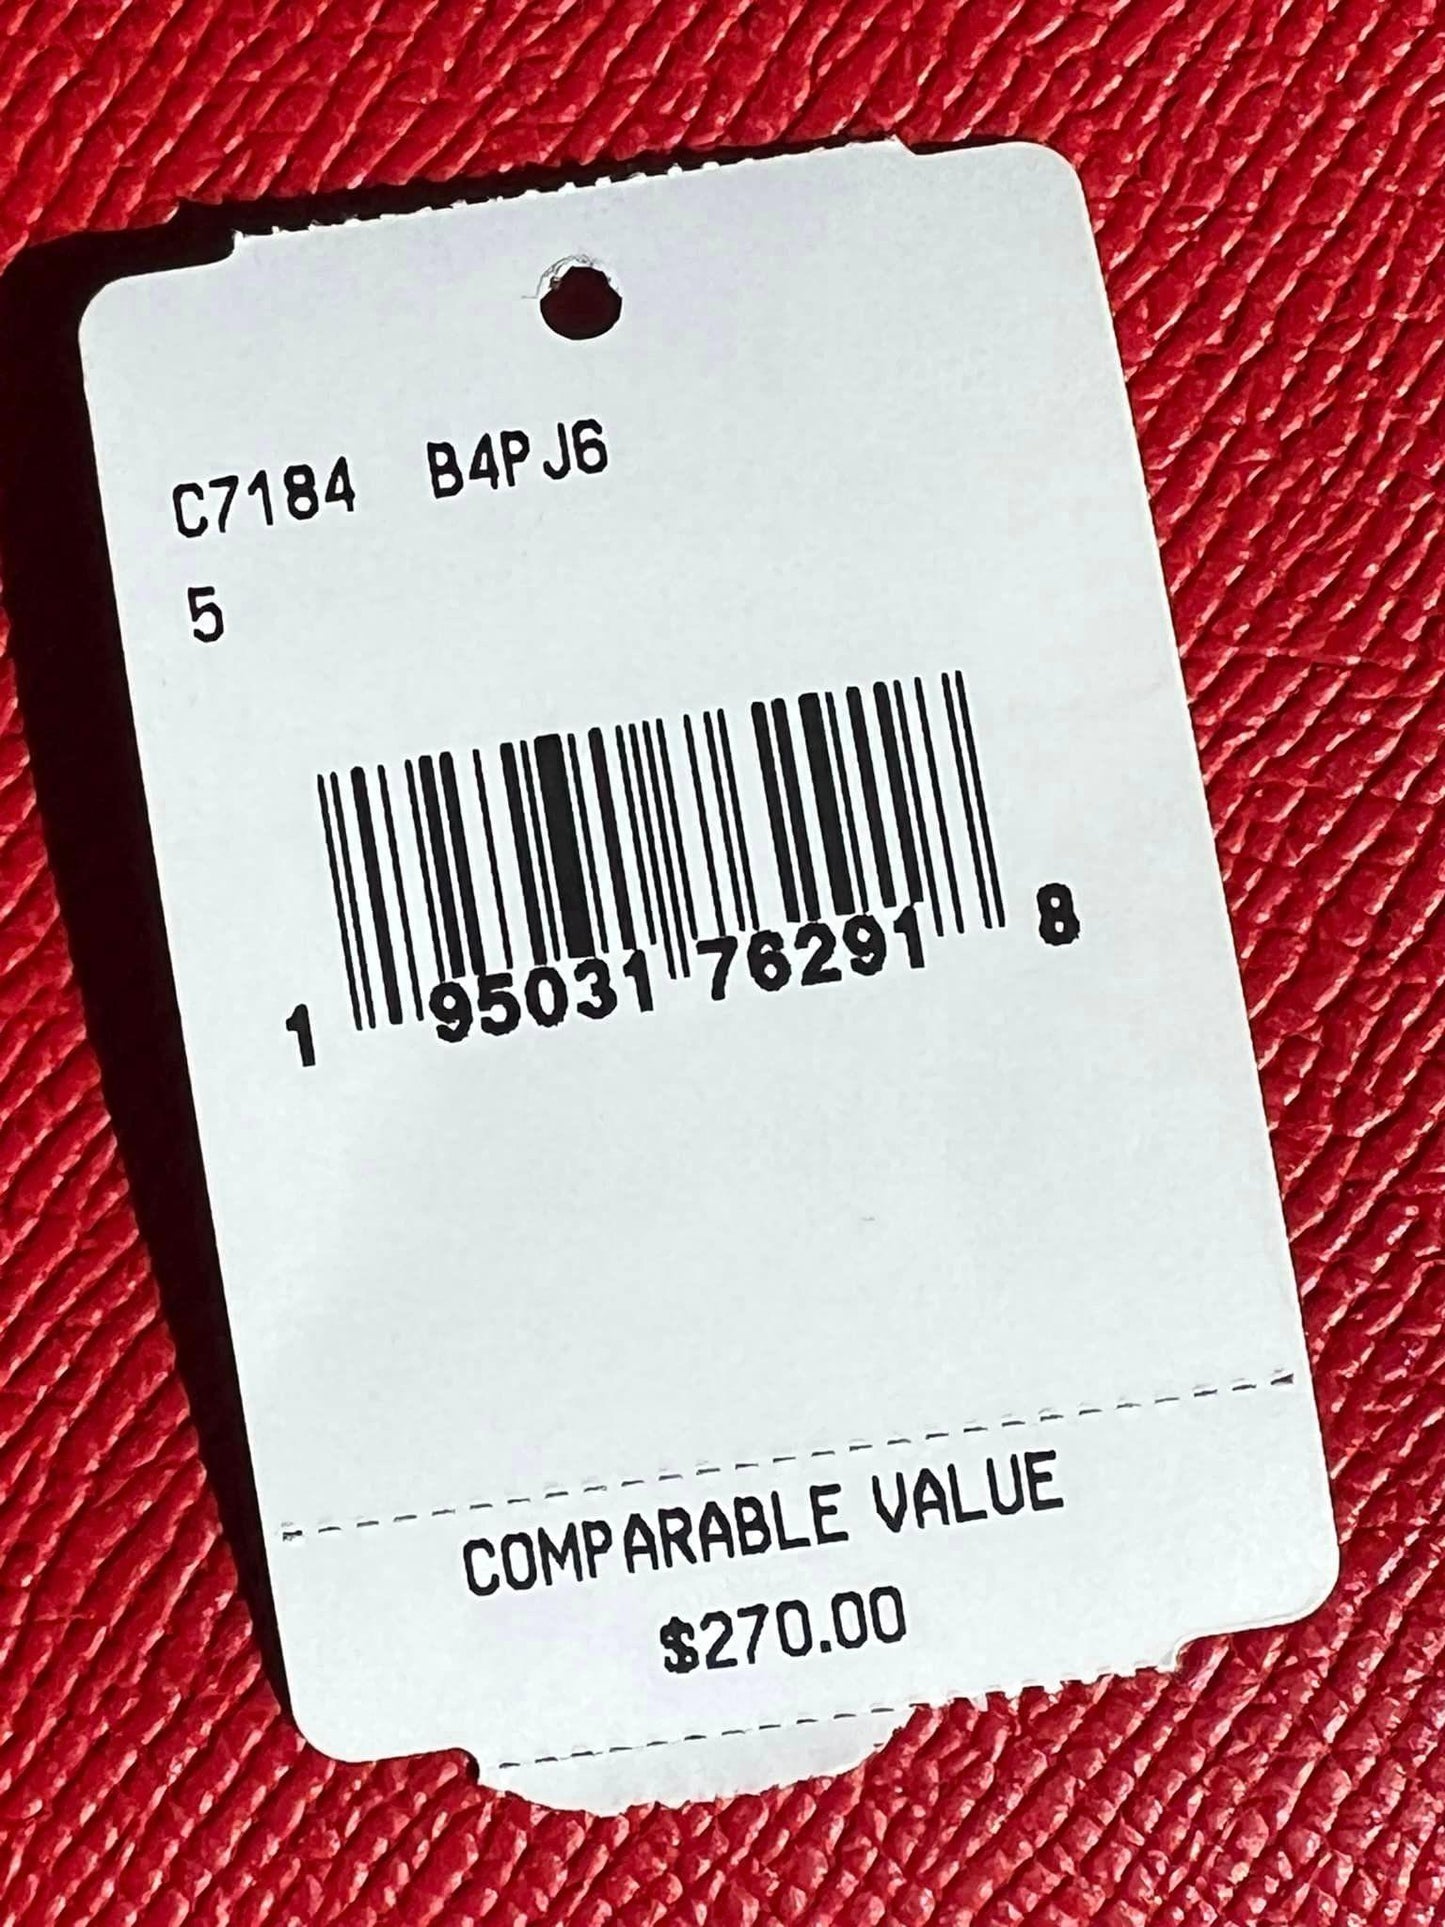 C7184 B4PJ6
5
1 95031 76291 8
COMPARABLE VALUE
$270.00